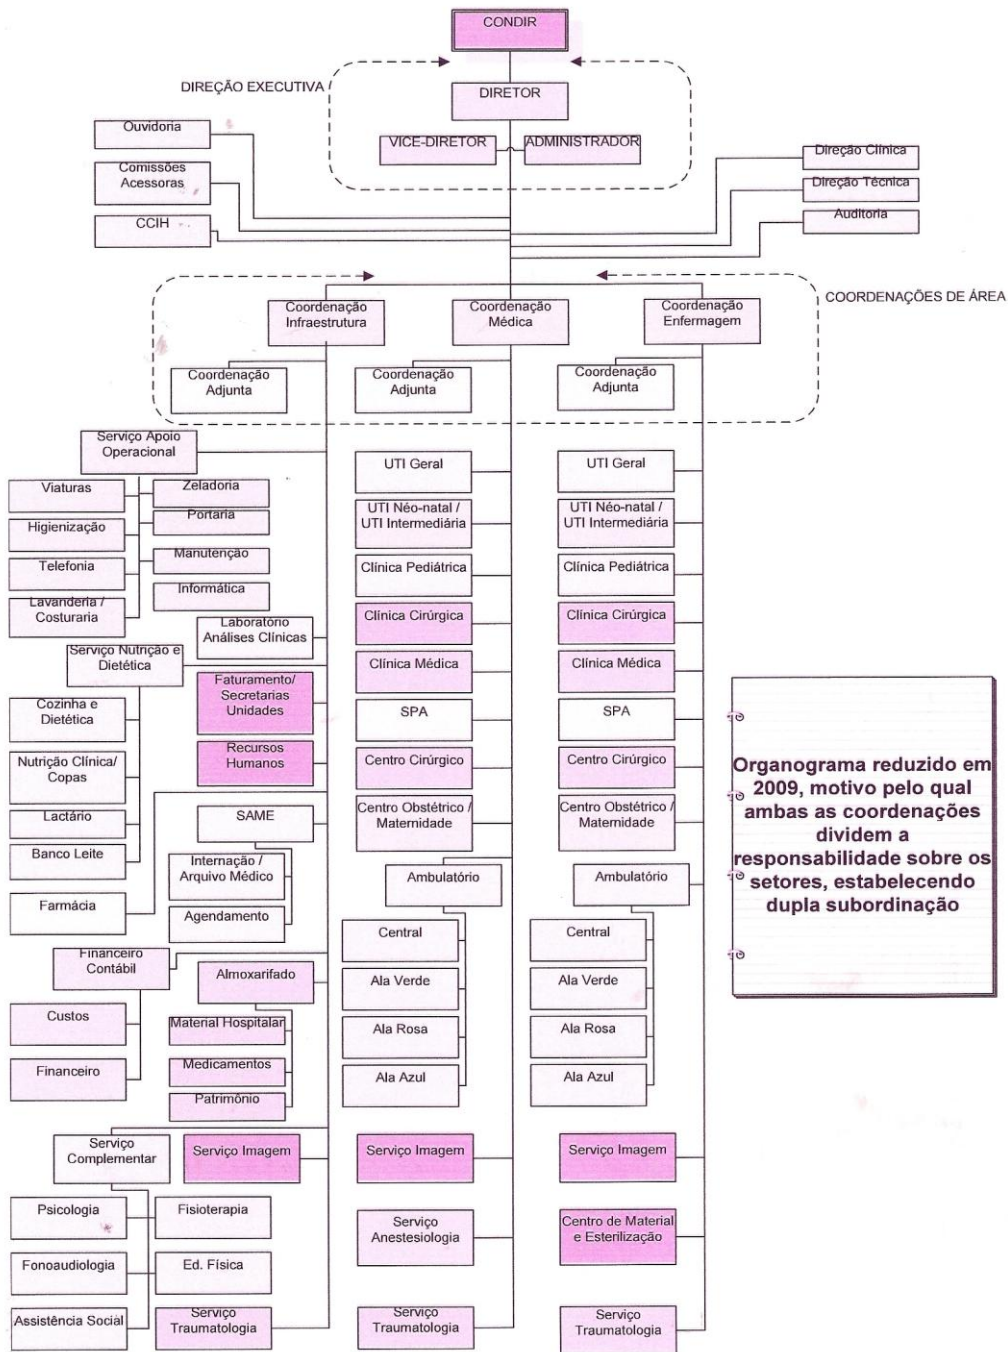 CONDIR
DIREÇÃO EXECUTIVA
DIRETOR
VICE-DIRETOR
ADMINISTRADOR
Ouvidoria
Comissões
Acessoras
CCIH
Direção Clínica
Direção Técnica
Auditoria
COORDENAÇÕES DE ÁREA
Coordenação
Infraestrutura
Coordenação
Médica
Coordenação
Enfermagem
Coordenação
Adjunta
Coordenação
Adjunta
Coordenação
Adjunta
Serviço Apoio
Operacional
Viaturas
Zeladoria
Higienização
Portaria
Telefonia
Manutenção
Lavanderia /
Costuraria
Informática
Laboratório
Análises Clínicas
Serviço Nutrição e
Dietética
Faturamento/
Secretarias
Unidades
Cozinha e
Dietética
Recursos
Humanos
Nutrição Clínica/
Copas
Lactário
SAME
Banco Leite
Internação /
Arquivo Médico
Farmácia
Agendamento
Financeiro
Contábil
Almoxarifado
Custos
Material Hospitalar
Financeiro
Medicamentos
Patrimônio
Serviço
Complementar
Serviço Imagem
Psicologia
Fisioterapia
Fonoaudiologia
Ed. Física
Assistência Social
Serviço
Traumatologia
UTI Geral
UTI Néo-natal /
UTI Intermediária
Clínica Pediátrica
Clínica Cirúrgica
Clínica Médica
SPA
Centro Cirúrgico
Centro Obstétrico /
Maternidade
Ambulatório
Central
Ala Verde
Ala Rosa
Ala Azul
Serviço Imagem
Serviço
Anestesiologia
Serviço
Traumatologia
UTI Geral
UTI Néo-natal /
UTI Intermediária
Clínica Pediátrica
Clínica Cirúrgica
Clínica Médica
SPA
Centro Cirúrgico
Centro Obstétrico /
Maternidade
Ambulatório
Central
Ala Verde
Ala Rosa
Ala Azul
Serviço Imagem
Centro de Material
e Esterilização
Serviço
Traumatologia
Organograma reduzido em
2009, motivo pelo qual
ambas as coordenações
dividem a
responsabilidade sobre os
setores, estabelecendo
dupla subordinação